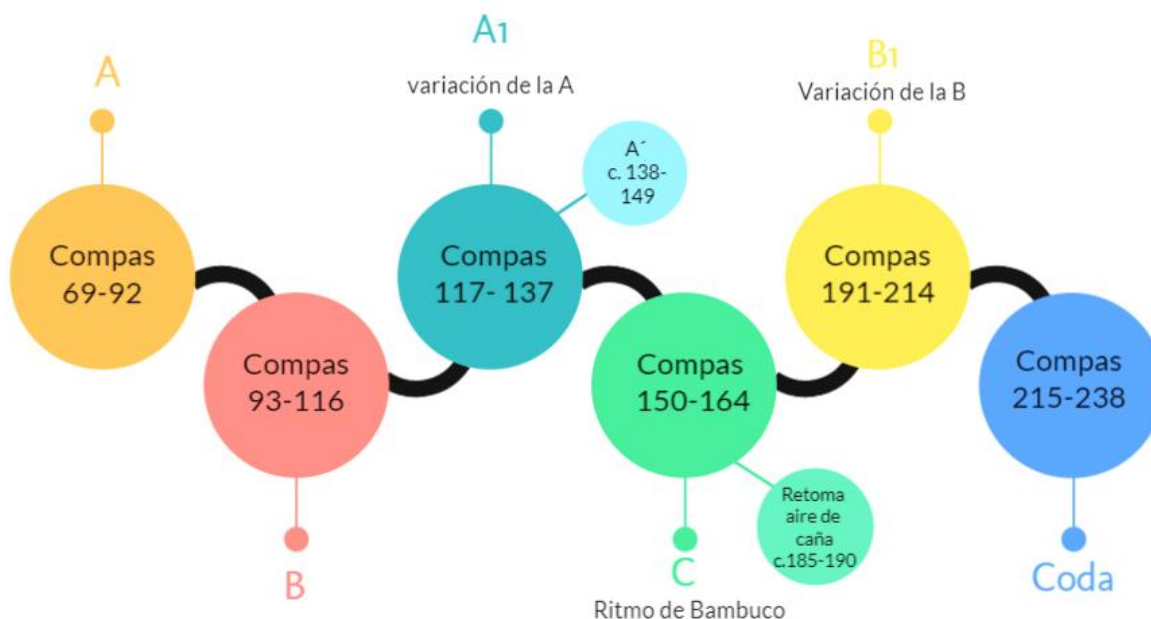 A
Compas
69-92
Compas
93-116
B
A1
variación de la A
Compas
117- 137
A´
c. 138-
149
Compas
150-164
Retoma
aire de
caña
c.185-190
C
Ritmo de Bambuco
B1
Variación de la B
Compas
191-214
Compas
215-238
Coda